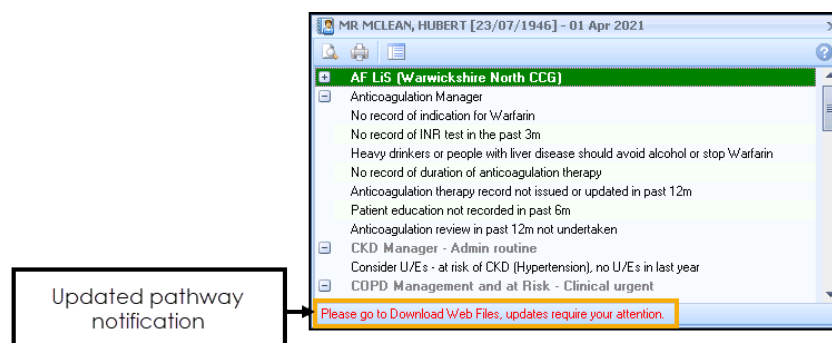 MR MCLEAN, HUBERT [23/07/1946] - 01 Apr 2021
AF LiS (Warwickshire North CCG)
Anticoagulation Manager
No record of indication for Warfarin
No record of INR test in the past 3m
Heavy drinkers or people with liver disease should avoid alcohol or stop Warfarin
No record of duration of anticoagulation therapy
Anticoagulation therapy record not issued or updated in past 12m
Patient education not recorded in past 6m
Anticoagulation review in past 12m not undertaken
CKD Manager - Admin routine
Consider U/Es - at risk of CKD (Hypertension), no U/Es in last year
COPD Management and at Risk - Clinical urgent
Please go to Download Web Files, updates require your attention.
Updated pathway
notification